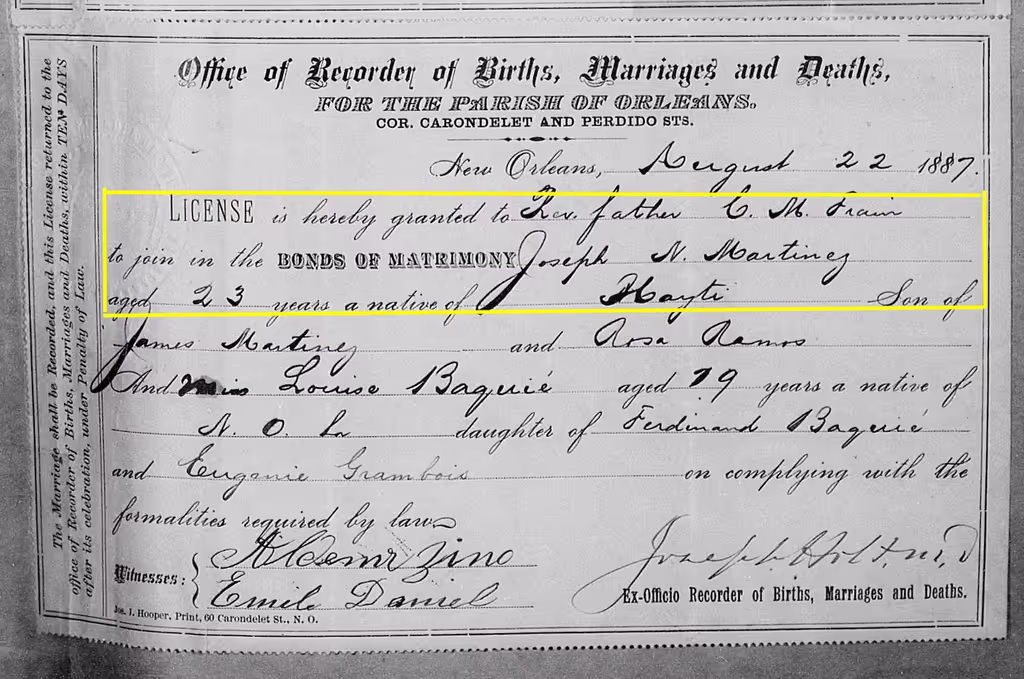 Office of Recorder of Births, Marriages and Deaths,
FOR THE PARISH OF ORLEANS.
COR. CARONDELET AND PERDIDO STS.
New Orleans, August 22 1887.
LICENSE is hereby granted to Rev. father C. M. Frain
to join in the BONDS OF MATRIMONY Joseph N. Martinez
aged 23 years a native of Hayti Son of
James Martinez and Rosa Ramos
And Miss Louise Baquié aged 19 years a native of
N. O. La daughter of Ferdinand Baquié
and Eugenie Grambois on complying with the
formalities required by law
Witnesses: Emile Daniel
Joseph Holt, M.D
Ex-Officio Recorder of Births, Marriages and Deaths.
Jos. J. Hooper, Print, 60 Carondelet St., N. O.
The Marriage shall be Recorded, and this License returned to the
office of Recorder of Births, Marriages and Deaths, within TEN DAYS
after its celebration, under Penalty of Law.